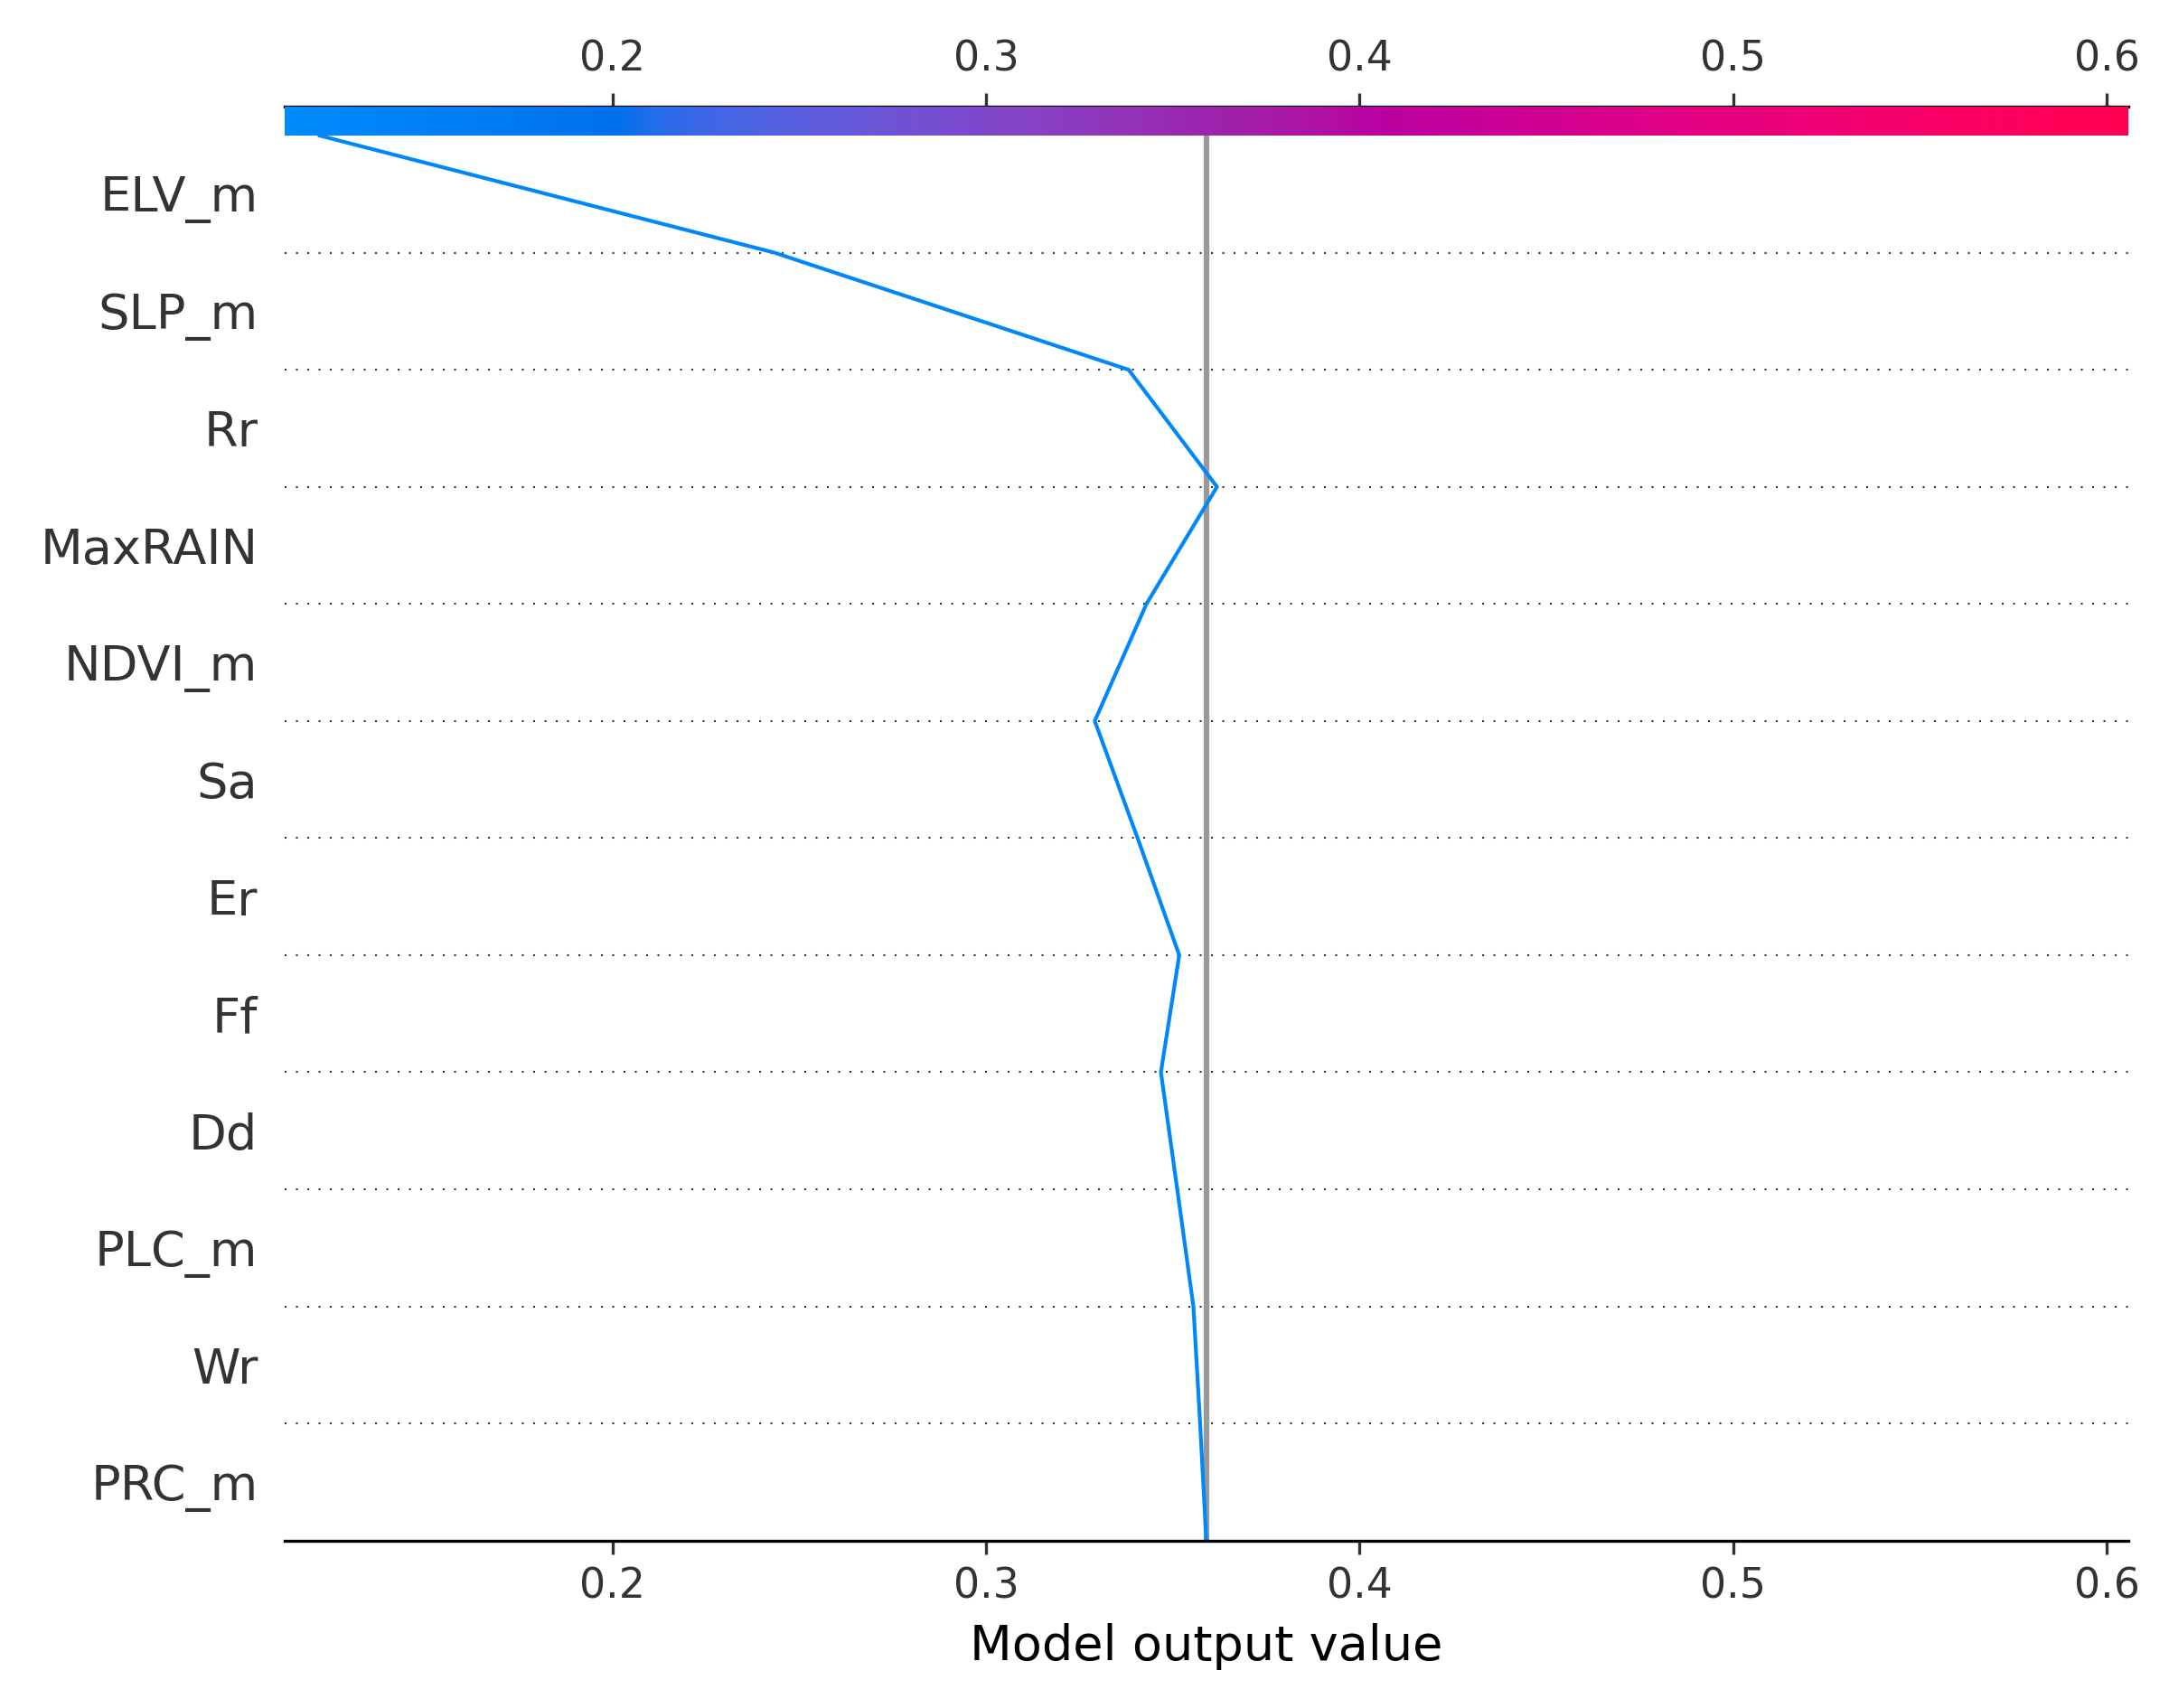 0.2 0.3 0.4 0.5 0.6
ELV_m
SLP_m
Rr
MaxRAIN
NDVI_m
Sa
Er
Ff
Dd
PLC_m
Wr
PRC_m
0.2 0.3 0.4 0.5 0.6
Model output value